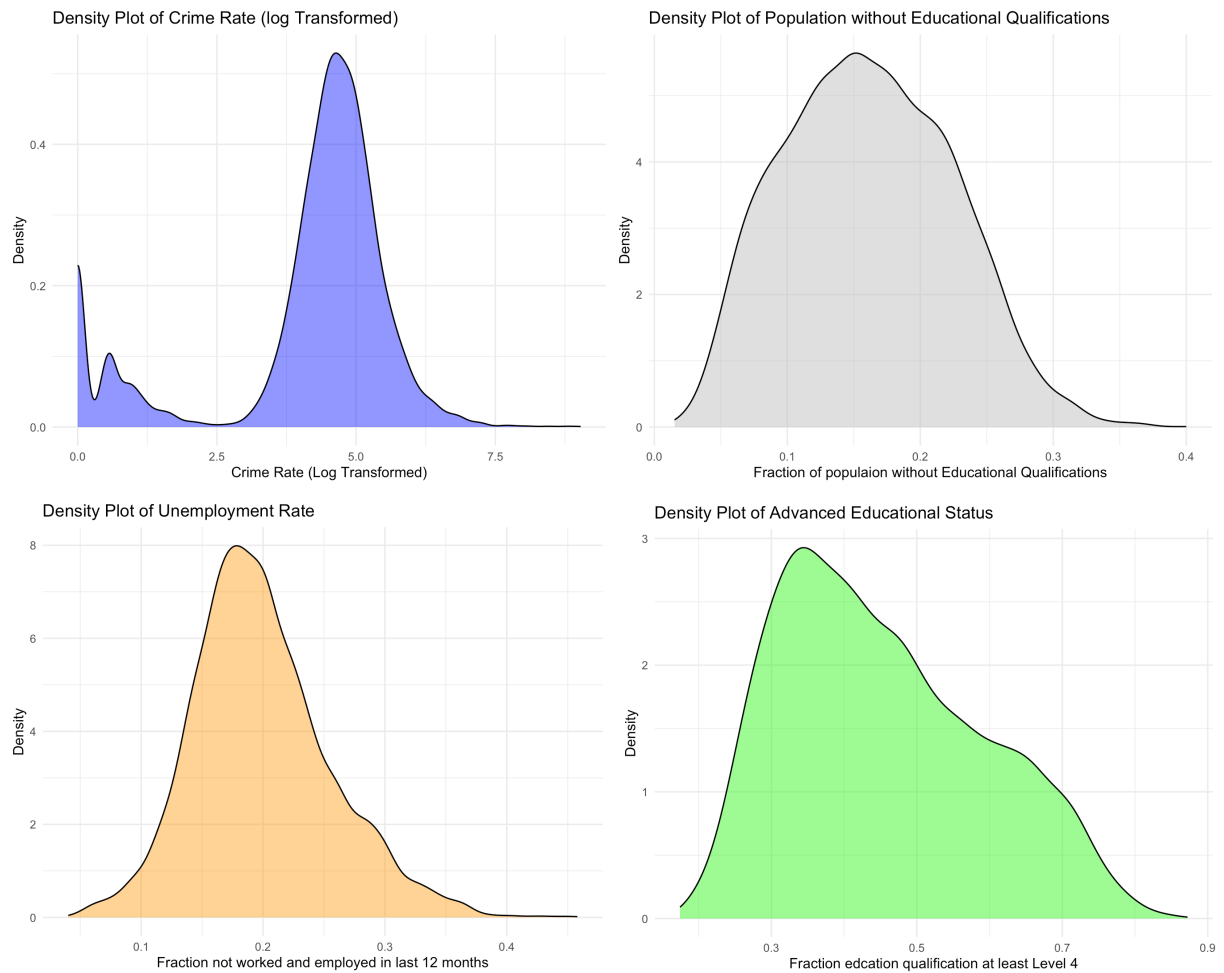 Density Plot of Crime Rate (log Transformed)
Density
0.4
0.2
0.0
0.0 2.5 5.0 7.5
Crime Rate (Log Transformed)
Density Plot of Population without Educational Qualifications
Density
4
2
0
0.0 0.1 0.2 0.3 0.4
Fraction of populaion without Educational Qualifications
Density Plot of Unemployment Rate
Density
8
6
4
2
0
0.1 0.2 0.3 0.4
Fraction not worked and employed in last 12 months
Density Plot of Advanced Educational Status
Density
3
2
1
0
0.3 0.5 0.7 0.9
Fraction edcation qualification at least Level 4